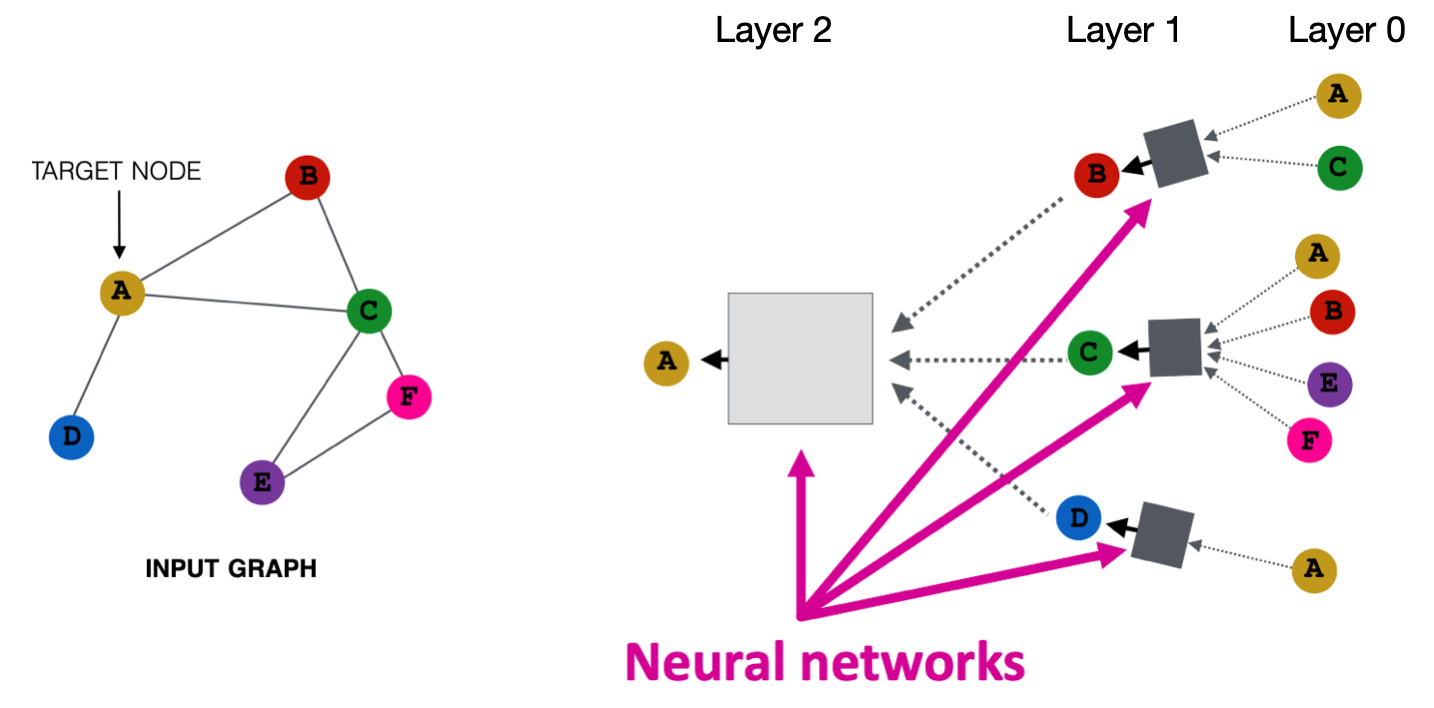 Layer 2
Layer 1
Layer 0
TARGET NODE
B
A
C
F
D
E
INPUT GRAPH
A
B
C
D
A
C
A
B
E
F
A
Neural networks